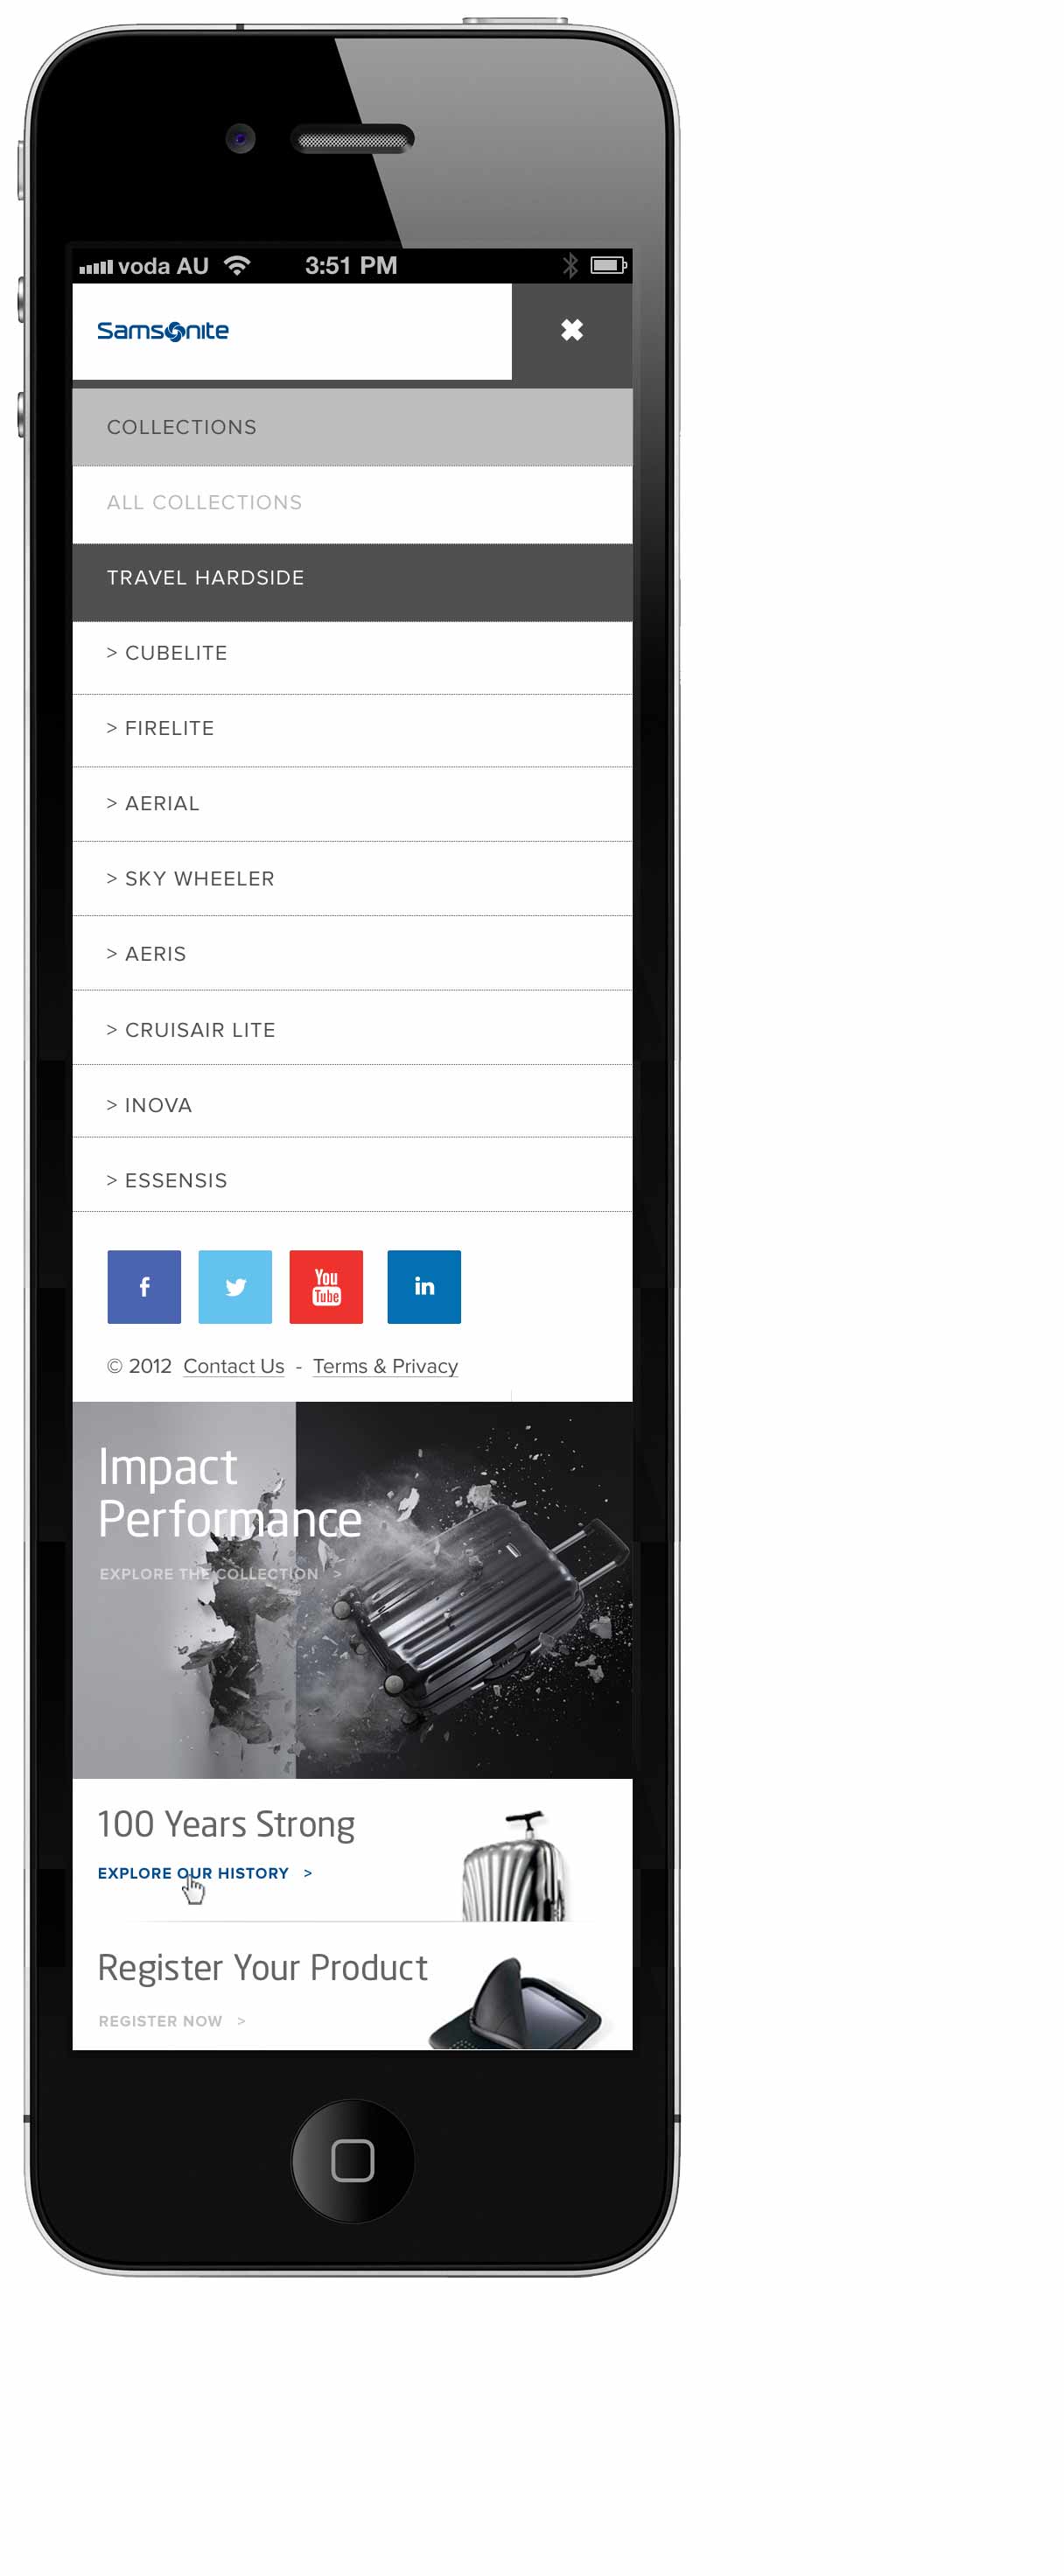 voda AU 3:51 PM
Samsonite
COLLECTIONS
ALL COLLECTIONS
TRAVEL HARDSIDE
> CUBELITE
> FIRELITE
> AERIAL
> SKY WHEELER
> AERIS
> CRUISAIR LITE
> INOVA
> ESSENSIS
f You Tube in
© 2012 Contact Us - Terms & Privacy
Impact
Performance
EXPLORE THE COLLECTION >
100 Years Strong
EXPLORE OUR HISTORY >
Register Your Product
REGISTER NOW >